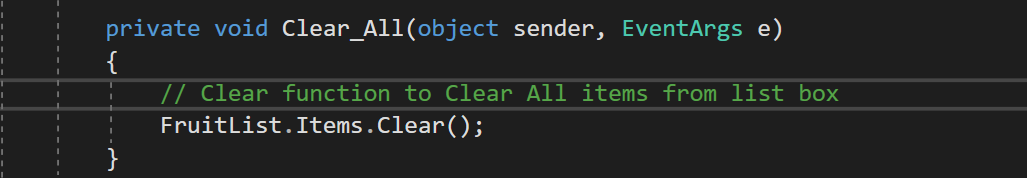 private void Clear_All(object sender, EventArgs e)
{
// Clear function to Clear All items from list box
FruitList.Items.Clear();
}